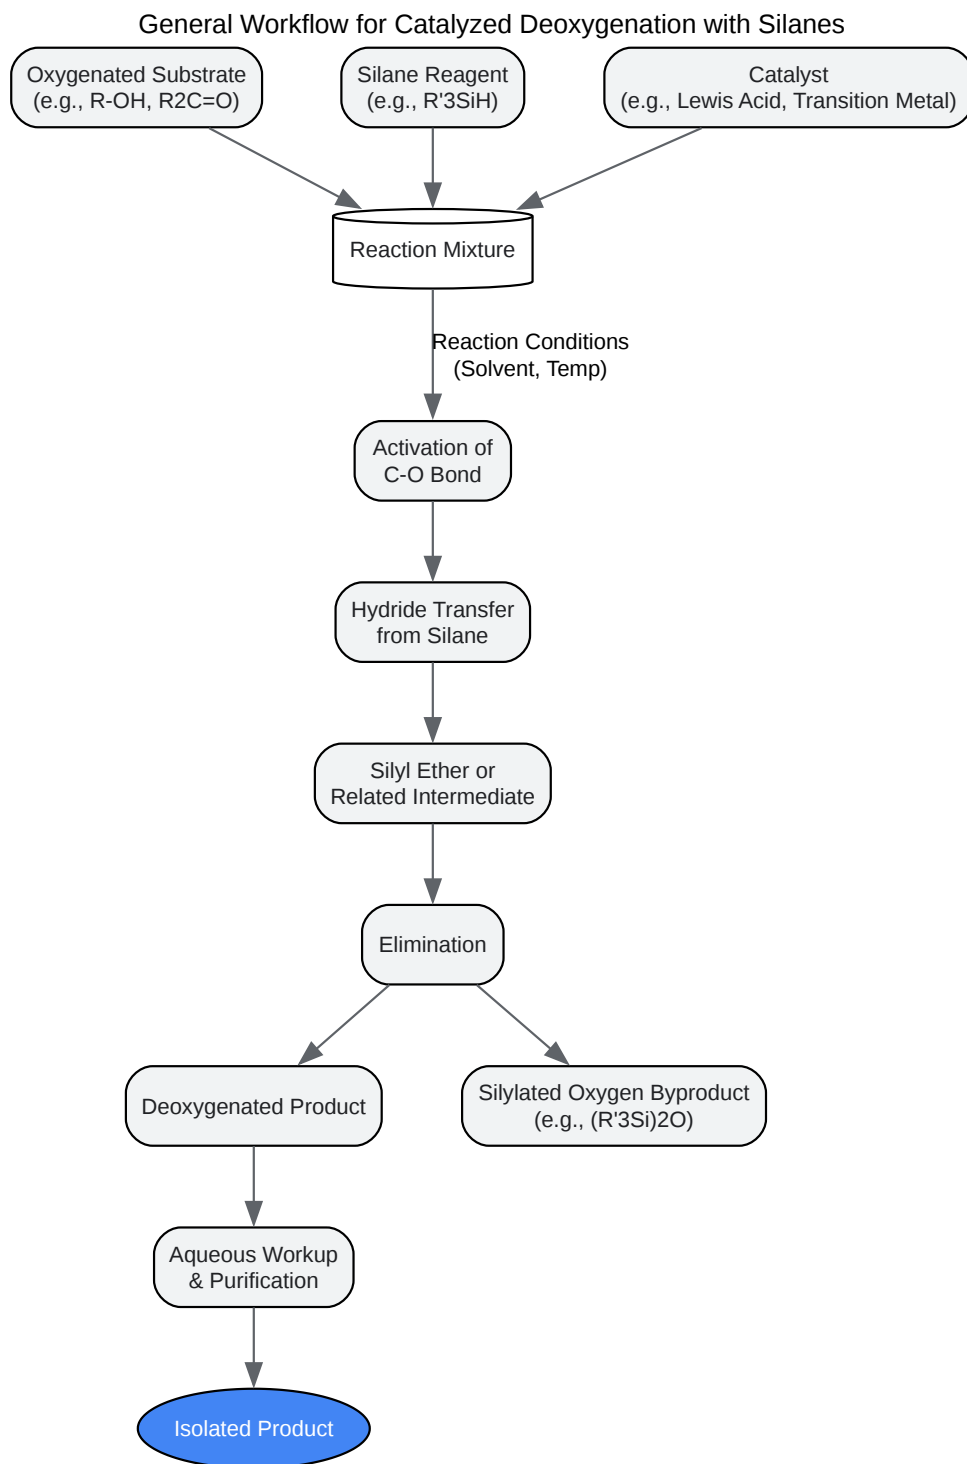 General Workflow for Catalyzed Deoxygenation with Silanes
Oxygenated Substrate
(e.g., R-OH, R2C=O)
Silane Reagent
(e.g., R'3SiH)
Catalyst
(e.g., Lewis Acid, Transition Metal)
Reaction Mixture
Reaction Conditions
(Solvent, Temp)
Activation of
C-O Bond
Hydride Transfer
from Silane
Silyl Ether or
Related Intermediate
Elimination
Deoxygenated Product
Silylated Oxygen Byproduct
(e.g., (R'3Si)2O)
Aqueous Workup
& Purification
Isolated Product